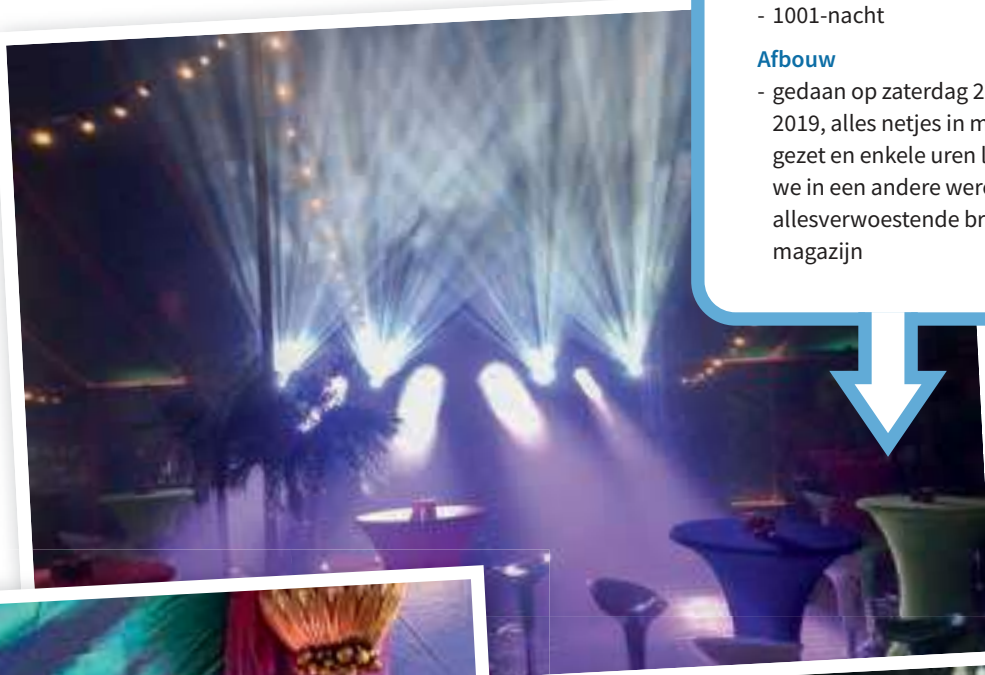 - 1001-nacht
Afbouw
- gedaan op zaterdag 2
2019, alles netjes in m
gezet en enkele uren l
we in een andere were
allesverwoestende br
magazijn